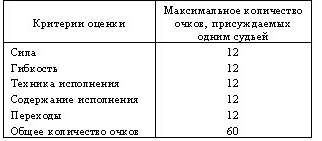 Критерии оценки
Максимальное количество
очков, присуждаемых
одним судьей
Сила 12
Гибкость 12
Техника исполнения 12
Содержание исполнения 12
Переходы 12
Общее количество очков 60